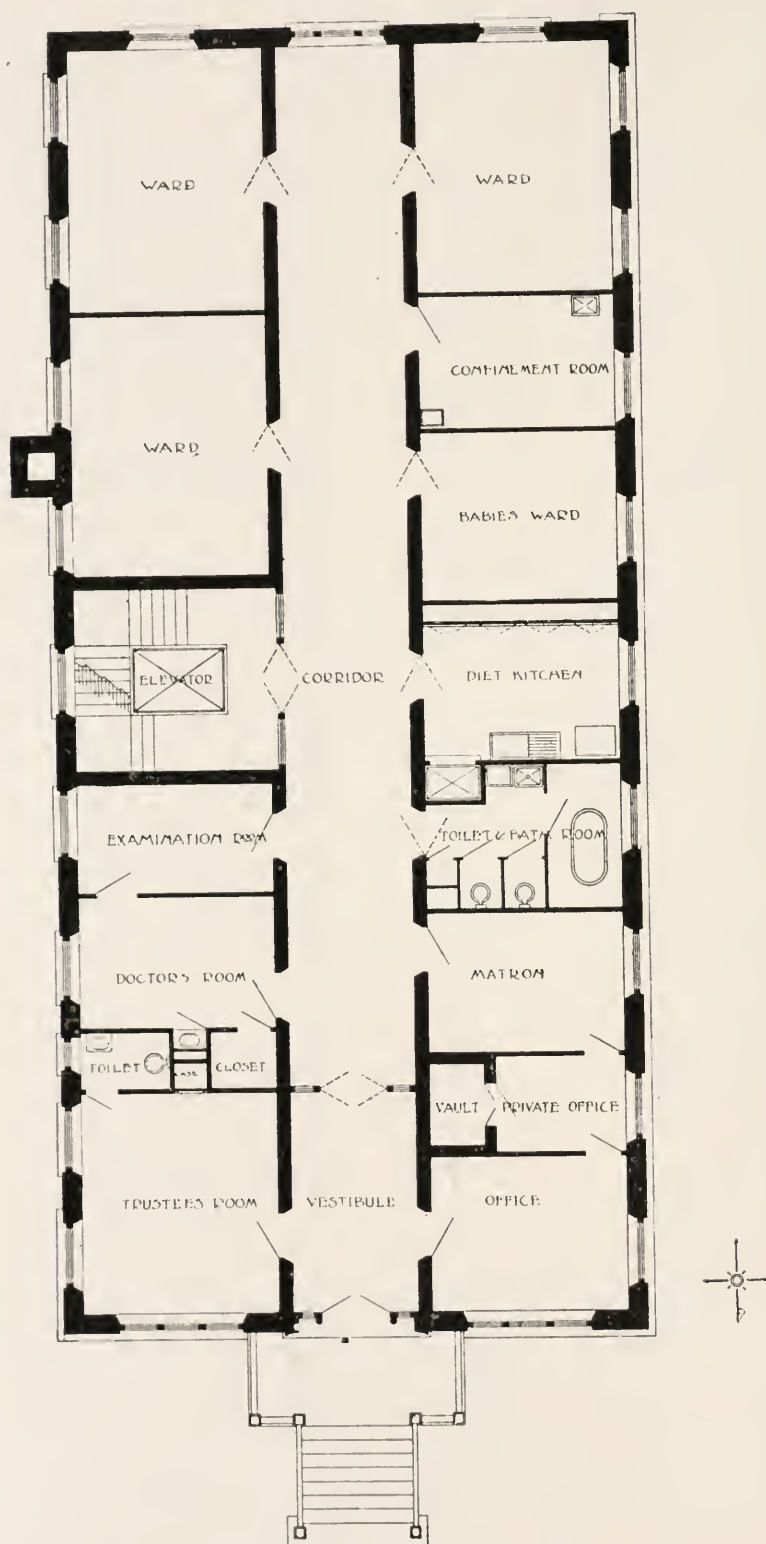 WARD
WARD
CONFINEMENT ROOM
WARD
BABIES WARD
ELEVATOR
CORRIDOR
DIET KITCHEN
EXAMINATION ROOM
TOILET & BATH ROOM
DOCTORS ROOM
MATRON
TOILET
CLOSET
VAULT
PRIVATE OFFICE
TRUSTEES ROOM
VESTIBULE
OFFICE